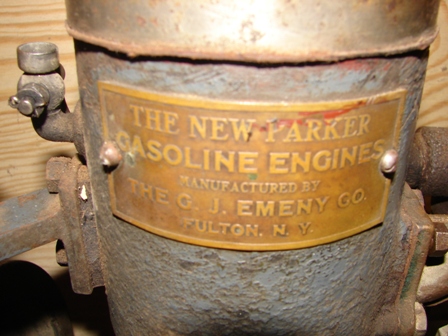 THE NEW PARKER
GASOLINE ENGINES
MANUFACTURED BY
THE G. J. EMENY CO.
FULTON, N. Y.